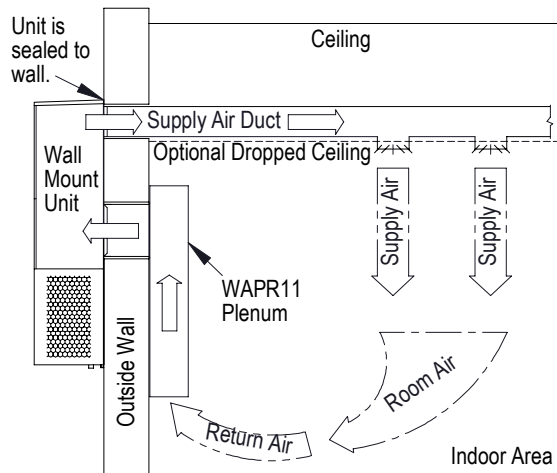 Unit is
sealed to
wall.
Ceiling
Supply Air Duct
Optional Dropped Ceiling
Wall
Mount
Unit
Supply Air
Supply Air
WAPR11
Plenum
Outside Wall
Room Air
Return Air
Indoor Area